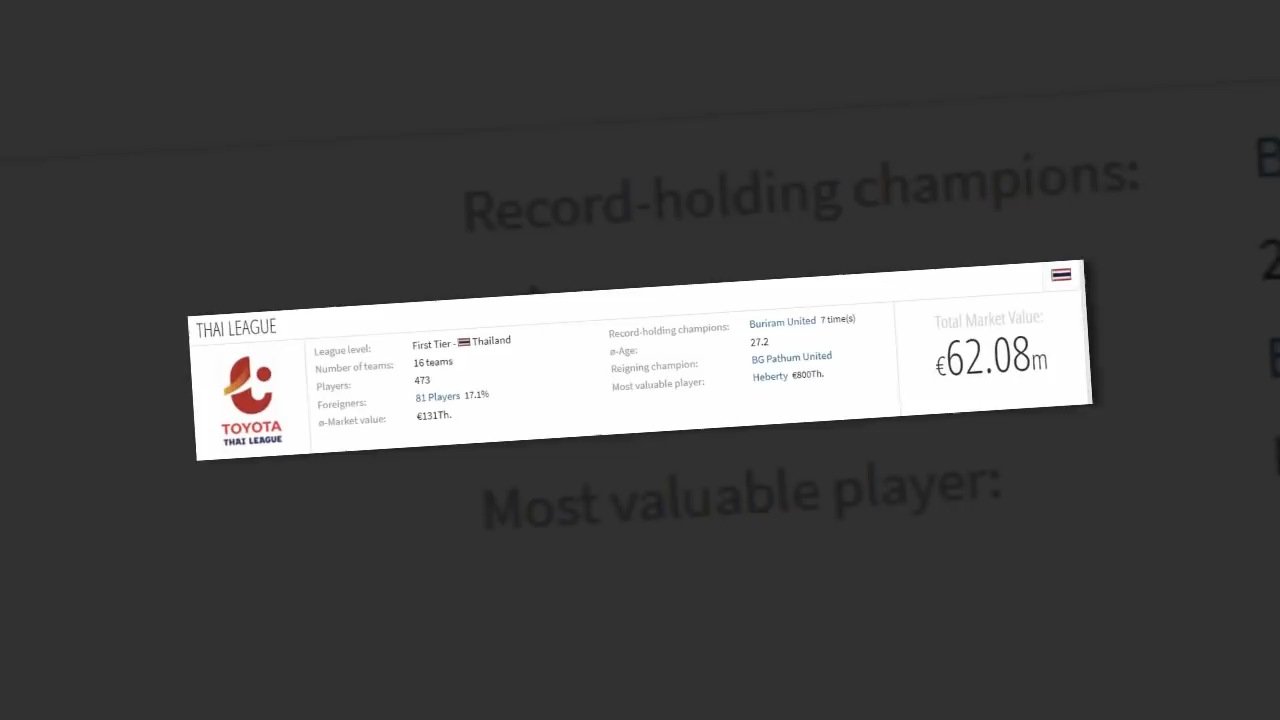 Record-holding champions:
THAI LEAGUE
TOYOTA
THAI LEAGUE
League level: First Tier - Thailand
Number of teams: 16 teams
Players: 473
Foreigners: 81 Players 17.1%
ø-Market value: €131Th.
Record-holding champions: Buriram United 7 time(s)
ø-Age: 27.2
Reigning champion: BG Pathum United
Most valuable player: Heberty €800Th.
Total Market Value:
€62.08m
Most valuable player: